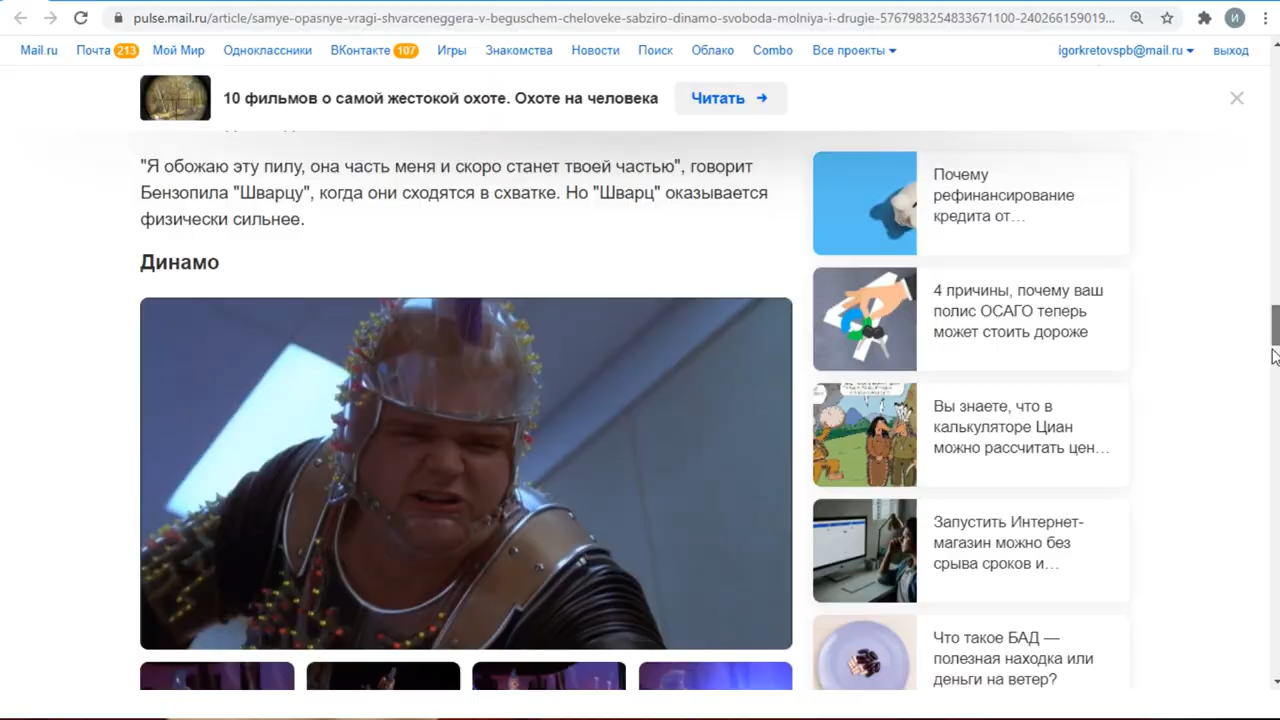 pulse.mail.ru/article/samye-opasnye-vragi-shvarceneggera-v-beguschem-cheloveke-sabziro-dinamo-svoboda-molniya-i-drugie-5767983254833671100-240266159019...
И
Mail.ru Почта 213 Мой Мир Одноклассники ВКонтакте 107 Игры Знакомства Новости Поиск Облако Combo Все проекты igorkretovspb@mail.ru выход
10 фильмов о самой жестокой охоте. Охоте на человека Читать →
"Я обожаю эту пилу, она часть меня и скоро станет твоей частью", говорит
Бензопила "Шварцу", когда они сходятся в схватке. Но "Шварц" оказывается
физически сильнее.
Динамо
Почему
рефинансирование
кредита от…
4 причины, почему ваш
полис ОСАГО теперь
может стоить дороже
Вы знаете, что в
калькуляторе Циан
можно рассчитать цен…
Запустить Интернет-
магазин можно без
срыва сроков и…
Что такое БАД —
полезная находка или
деньги на ветер?